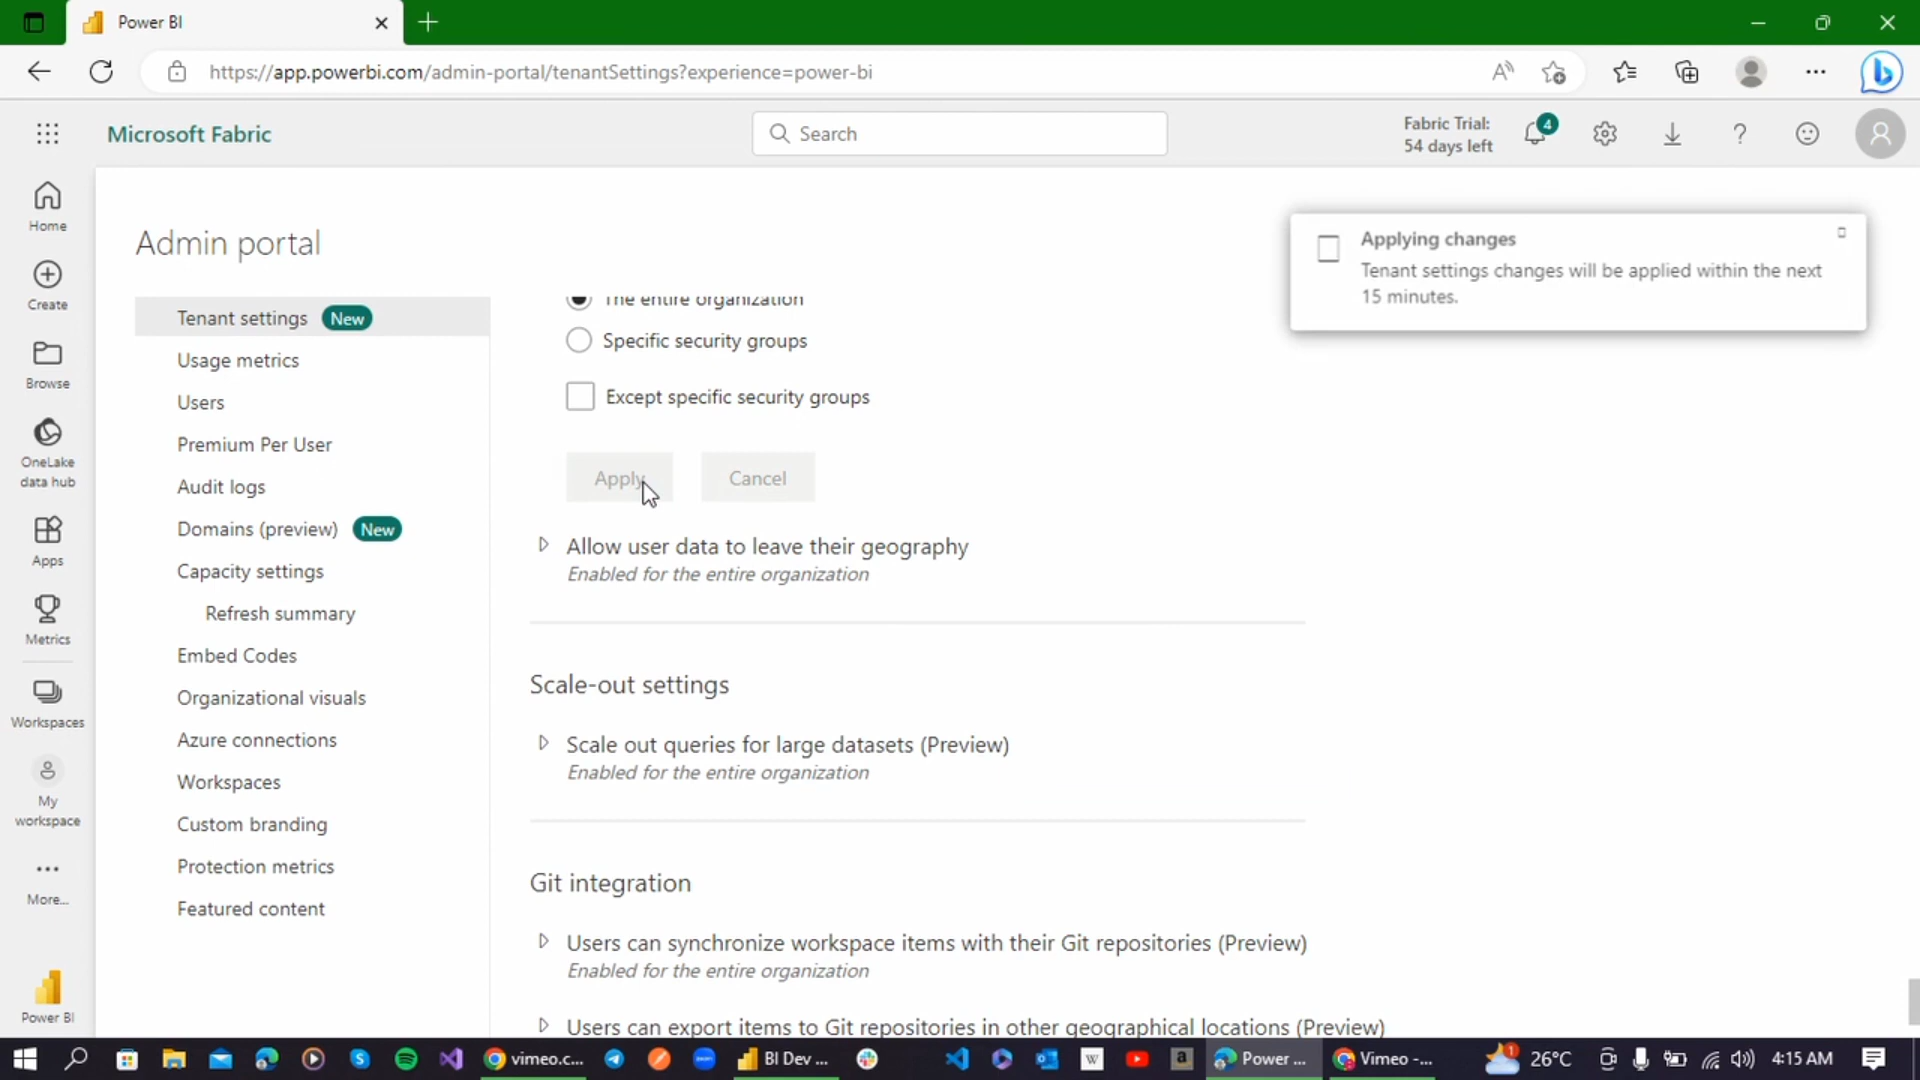 Power BI
https://app.powerbi.com/admin-portal/tenantSettings?experience=power-bi
Microsoft Fabric
Search
Fabric Trial:
54 days left
4
Home
Create
Browse
OneLake
data hub
Apps
Metrics
Workspaces
My
workspace
More...
Power BI
Admin portal
Tenant settings New
Usage metrics
Users
Premium Per User
Audit logs
Domains (preview) New
Capacity settings
Refresh summary
Embed Codes
Organizational visuals
Azure connections
Workspaces
Custom branding
Protection metrics
Featured content
The entire organization
Specific security groups
Except specific security groups
Apply Cancel
Allow user data to leave their geography
Enabled for the entire organization
Scale-out settings
Scale out queries for large datasets (Preview)
Enabled for the entire organization
Git integration
Users can synchronize workspace items with their Git repositories (Preview)
Enabled for the entire organization
Users can export items to Git repositories in other geographical locations (Preview)
Applying changes
Tenant settings changes will be applied within the next
15 minutes.
vimeo.c...
zoom
BI Dev ...
W
a
Power ...
Vimeo -...
1
26°C
4:15 AM